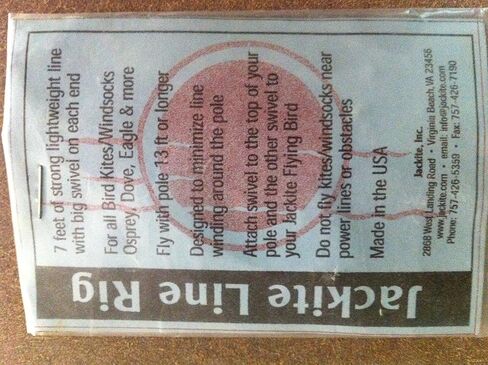 Jackite Line Rig
7 feet of strong lightweight line
with big swivel on each end
For all Bird Kites/Windsocks
Osprey, Dove, Eagle & more
Fly with pole 13 ft or longer
Designed to minimize line
winding around the pole
Attach swivel to the top of your
pole and the other swivel to
your Jackite Flying Bird
Do not fly kites/windsocks near
power lines or obstacles
Made in the USA
Jackite, Inc.
2868 West Landing Road • Virginia Beach, VA 23456
www.jackite.com • email: info@jackite.com
Phone: 757-426-5359 • Fax: 757-426-7190